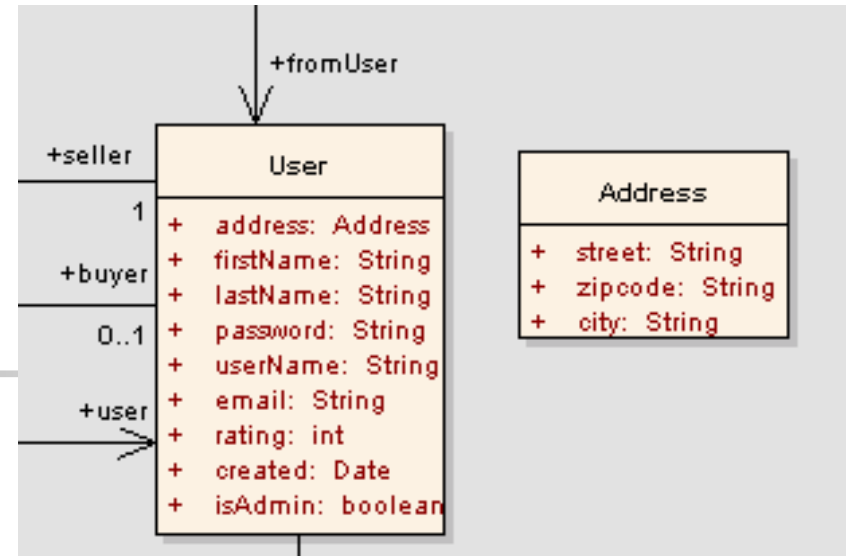 +fromUser
+seller
1
+buyer
0..1
+user
User
+ address: Address
+ firstName: String
+ lastName: String
+ password: String
+ userName: String
+ email: String
+ rating: int
+ created: Date
+ isAdmin: boolean
Address
+ street: String
+ zipcode: String
+ city: String